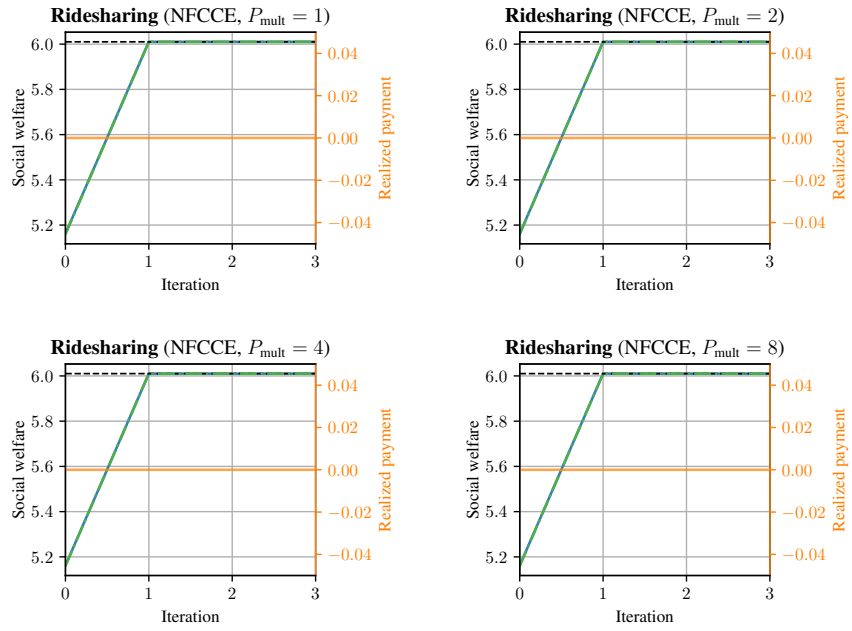 Ridesharing (NFCCE, P_mult = 1)
6.0
5.8
5.6
5.4
5.2
Social welfare
0.04
0.02
0.00
−0.02
−0.04
Realized payment
0 1 2 3
Iteration
Ridesharing (NFCCE, P_mult = 2)
6.0
5.8
5.6
5.4
5.2
Social welfare
0.04
0.02
0.00
−0.02
−0.04
Realized payment
0 1 2 3
Iteration
Ridesharing (NFCCE, P_mult = 4)
6.0
5.8
5.6
5.4
5.2
Social welfare
0.04
0.02
0.00
−0.02
−0.04
Realized payment
0 1 2 3
Iteration
Ridesharing (NFCCE, P_mult = 8)
6.0
5.8
5.6
5.4
5.2
Social welfare
0.04
0.02
0.00
−0.02
−0.04
Realized payment
0 1 2 3
Iteration